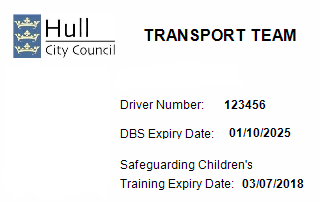 Hull
City Council
TRANSPORT TEAM
Driver Number: 123456
DBS Expiry Date: 01/10/2025
Safeguarding Children's
Training Expiry Date: 03/07/2018